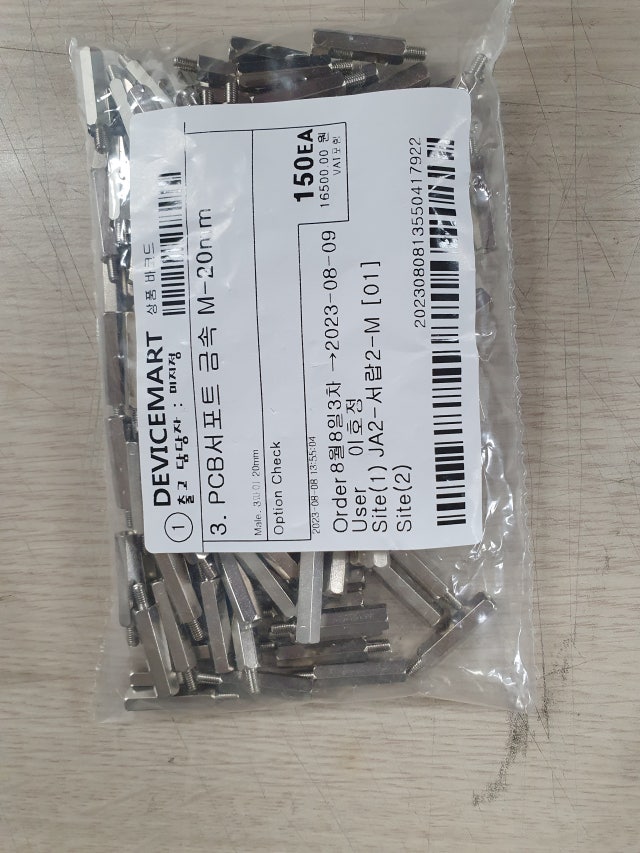 1 DEVICEMART 상품 바코드
출고 담당자 : 미지정
3. PCB서포트 금속 M-20mm
Male, 20mm
Option Check
150EA
16500.00 원
VAT포함
2023-08-08 13:55:04
Order 8월8일3차 →2023-08-09
User 이호정
Site(1) JA2-서랍2-M [01]
Site(2)
20230808135504179​22